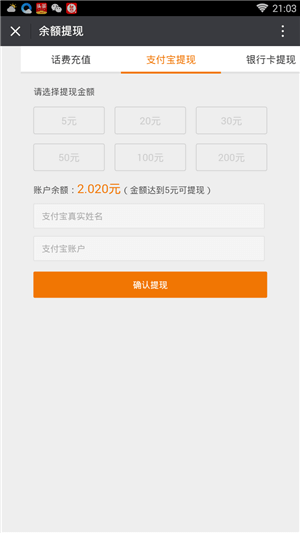 21:03
余额提现
话费充值 支付宝提现 银行卡提现
请选择提现金额
5元 20元 30元
50元 100元 200元
账户余额：2.020元（金额达到5元可提现）
支付宝真实姓名
支付宝账户
确认提现